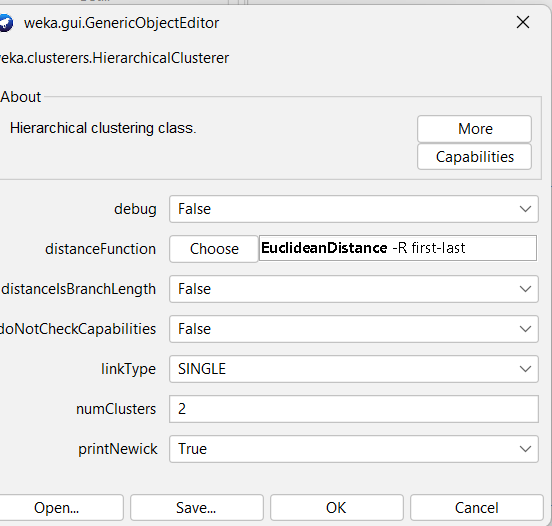 weka.gui.GenericObjectEditor
eka.clusterers.HierarchicalClusterer
About
Hierarchical clustering class.
More
Capabilities
debug False
distanceFunction Choose EuclideanDistance -R first-last
distanceIsBranchLength False
doNotCheckCapabilities False
linkType SINGLE
numClusters 2
printNewick True
Open... Save... OK Cancel